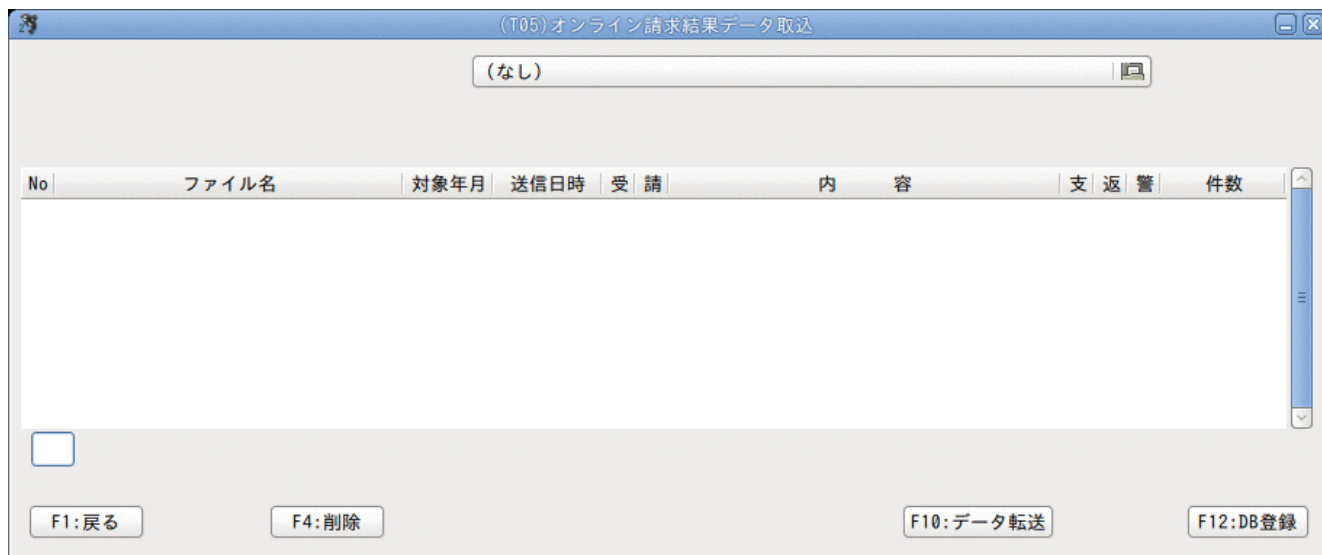 (T05)オンライン請求結果データ取込
(なし)
No ファイル名 対象年月 送信日時 受 請 内 容 支 返 警 件数
F1:戻る F4:削除 F10:データ転送 F12:DB登録